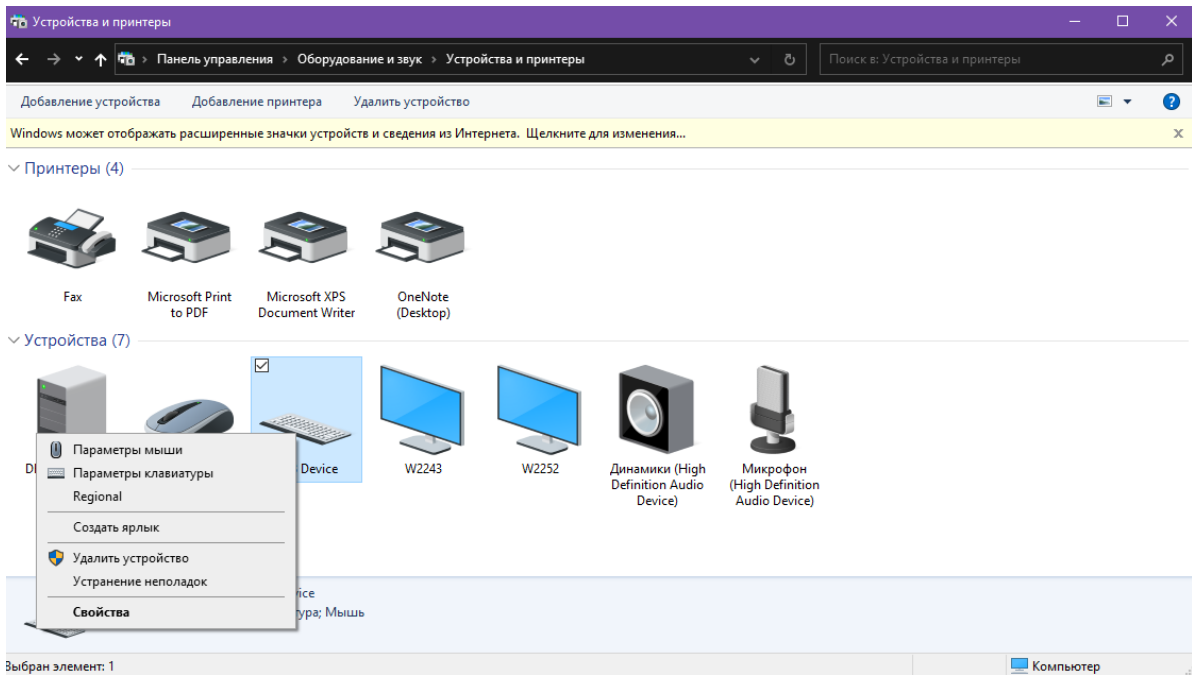 Устройства и принтеры
Панель управления › Оборудование и звук › Устройства и принтеры
Поиск в: Устройства и принтеры
Добавление устройства Добавление принтера Удалить устройство
Windows может отображать расширенные значки устройств и сведения из Интернета. Щелкните для изменения...
Принтеры (4)
Fax
Microsoft Print
to PDF
Microsoft XPS
Document Writer
OneNote
(Desktop)
Устройства (7)
Device
W2243
W2252
Динамики (High
Definition Audio
Device)
Микрофон
(High Definition
Audio Device)
Параметры мыши
Параметры клавиатуры
Regional
Создать ярлык
Удалить устройство
Устранение неполадок
Свойства
Мышь
Выбран элемент: 1
Компьютер